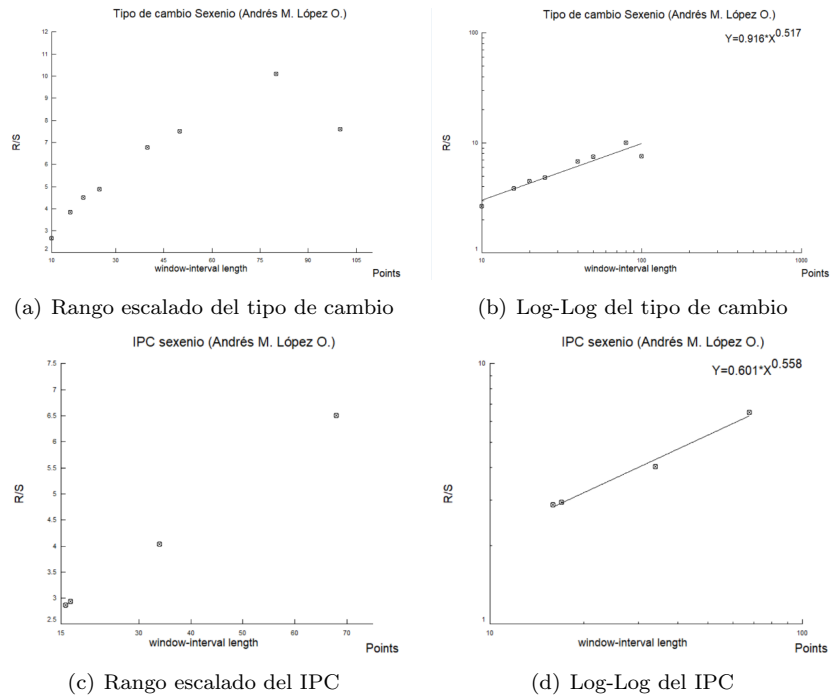 Tipo de cambio Sexenio (Andrés M. López O.)
12
11
10
9
8
7
6
5
4
3
2
R/S
10
30
45
60
75
90
105
window-interval length
Points
(a) Rango escalado del tipo de cambio
Tipo de cambio Sexenio (Andrés M. López O.)
Y=0.916*X^0.517
100
10
1
R/S
10
100
1000
window-interval length
Points
(b) Log-Log del tipo de cambio
IPC sexenio (Andrés M. López O.)
7.5
7
6.5
6
5.5
5
4.5
4
3.5
3
2.5
R/S
15
30
40
50
60
70
window-interval length
Points
(c) Rango escalado del IPC
IPC sexenio (Andrés M. López O.)
Y=0.601*X^0.558
10
1
R/S
10
100
window-interval length
Points
(d) Log-Log del IPC